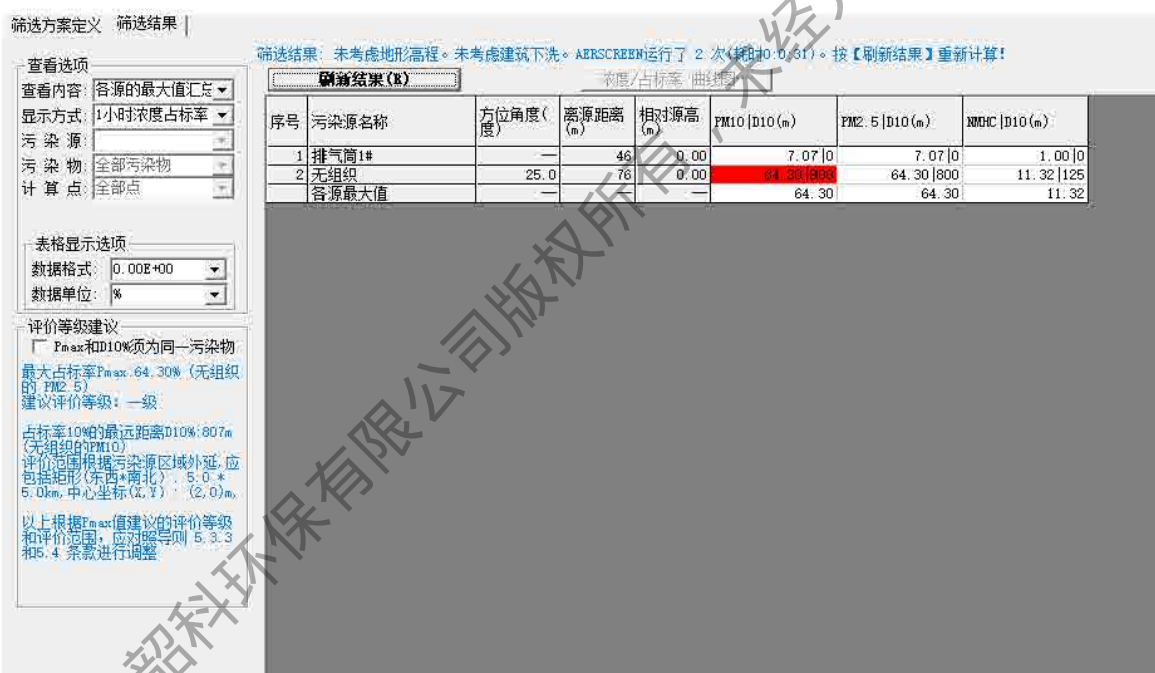 筛选方案定义 筛选结果
筛选结果: 未考虑地形高程。未考虑建筑下洗。AERSCREEN运行了 2 次(耗时0:0:31)。按【刷新结果】重新计算!
查看选项
查看内容: 各源的最大值汇总
显示方式: 1小时浓度占标率
污 染 源:
污 染 物: 全部污染物
计 算 点: 全部点
表格显示选项
数据格式: 0.00E+00
数据单位: %
评价等级建议
Pmax和D10%须为同一污染物
最大占标率Pmax:64.30% (无组织
的 PM2.5)
建议评价等级: 一级
占标率10%的最远距离D10%:807m
(无组织的PM10)
评价范围根据污染源区域外延,应
包括矩形(东西*南北): 5.0 *
5.0km,中心坐标(X,Y): (2,0)m,
以上根据Pmax值建议的评价等级
和评价范围,应对照导则 5.3.3
和5.4 条款进行调整
刷新结果(R) 浓度/占标率 曲线图
序号 污染源名称 方位角度(度) 离源距离(m) 相对源高(m) PM10|D10(m) PM2.5|D10(m) NMHC|D10(m)
1 排气筒1# — 46 0.00 7.07|0 7.07|0 1.00|0
2 无组织 25.0 76 0.00 64.30|800 64.30|800 11.32|125
各源最大值 — — — 64.30 64.30 11.32
韶科环保有限公司版权所有,未经